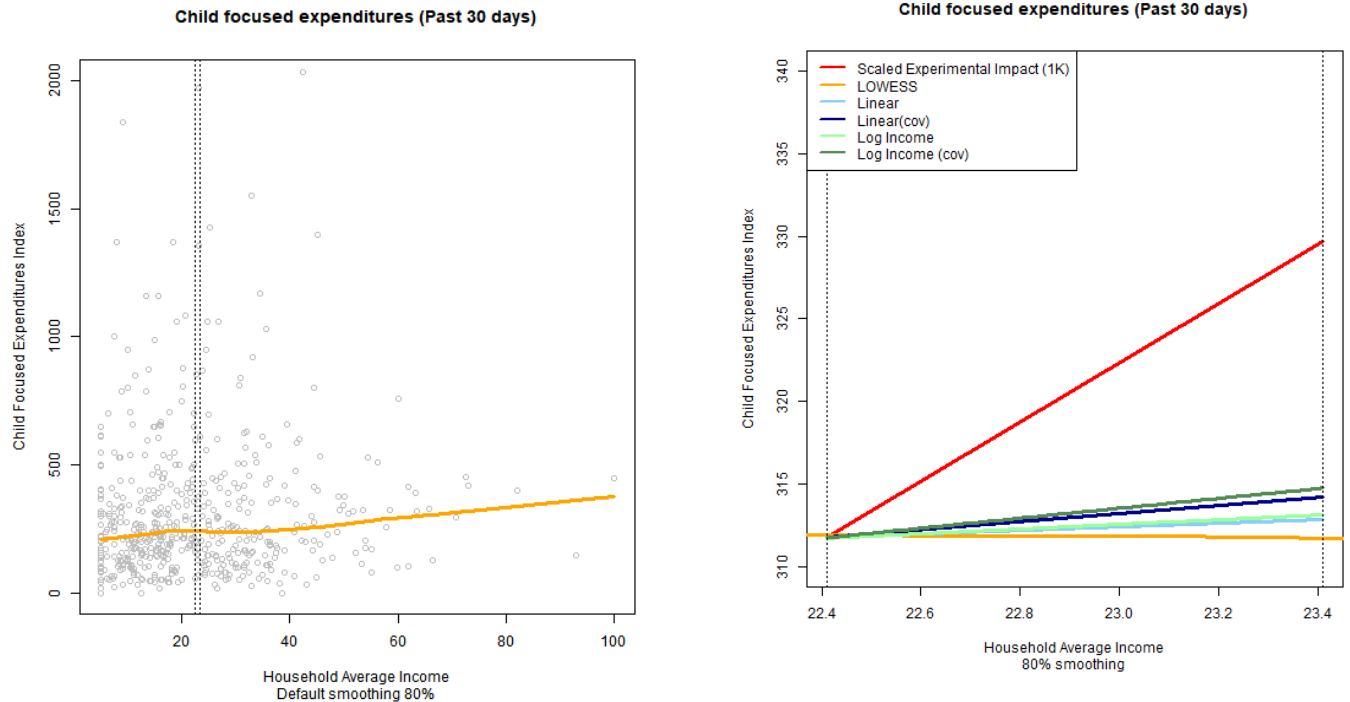 Child focused expenditures (Past 30 days)
Child Focused Expenditures Index
2000
1500
1000
500
0
20
40
60
80
100
Household Average Income
Default smoothing 80%
Child focused expenditures (Past 30 days)
Scaled Experimental Impact (1K)
LOWESS
Linear
Linear(cov)
Log Income
Log Income (cov)
Child Focused Expenditures Index
340
335
330
325
320
315
310
22.4
22.6
22.8
23.0
23.2
23.4
Household Average Income
80% smoothing